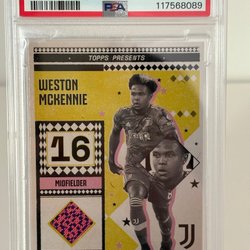 PSA
117568089
TOPPS PRESENTS
WESTON
MCKENNIE
16
MIDFIELDER